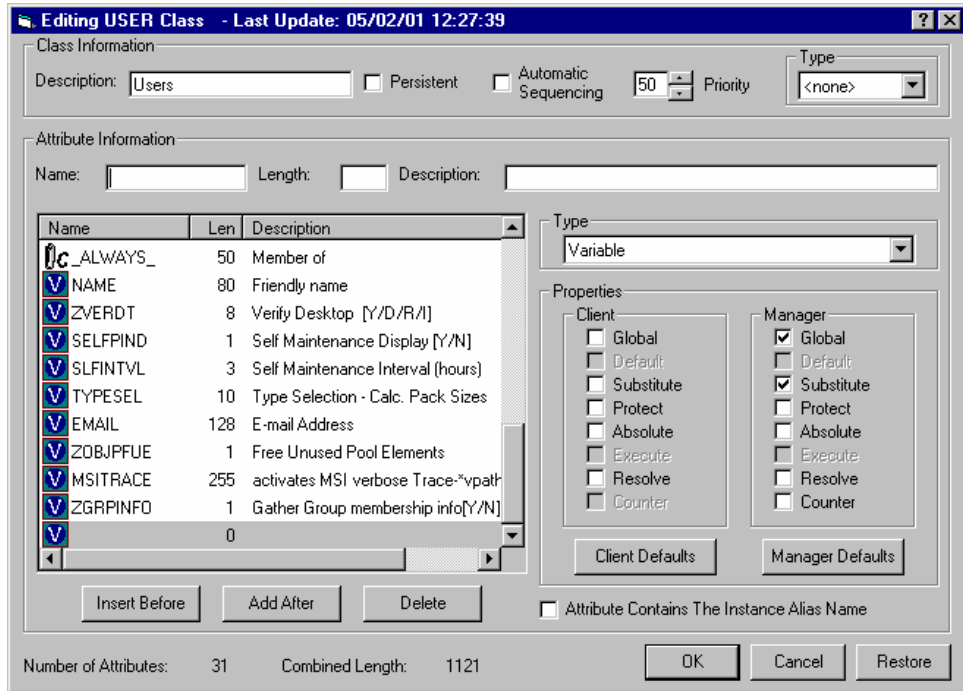 Editing USER Class - Last Update: 05/02/01 12:27:39
Class Information
Description: Users
Persistent
Automatic Sequencing
50 Priority
Type
<none>
Attribute Information
Name: Length: Description:
Name Len Description
_ALWAYS_ 50 Member of
NAME 80 Friendly name
ZVERDT 8 Verify Desktop [Y/D/R/I]
SELFPIND 1 Self Maintenance Display [Y/N]
SLFINTVL 3 Self Maintenance Interval (hours)
TYPESEL 10 Type Selection - Calc. Pack Sizes
EMAIL 128 E-mail Address
ZOBJPFUE 1 Free Unused Pool Elements
MSITRACE 255 activates MSI verbose Trace-*vpath
ZGRPINFO 1 Gather Group membership info[Y/N]
V 0
Insert Before Add After Delete
Type
Variable
Properties
Client
Global
Default
Substitute
Protect
Absolute
Execute
Resolve
Counter
Manager
Global
Default
Substitute
Protect
Absolute
Execute
Resolve
Counter
Client Defaults Manager Defaults
Attribute Contains The Instance Alias Name
Number of Attributes: 31 Combined Length: 1121
OK Cancel Restore